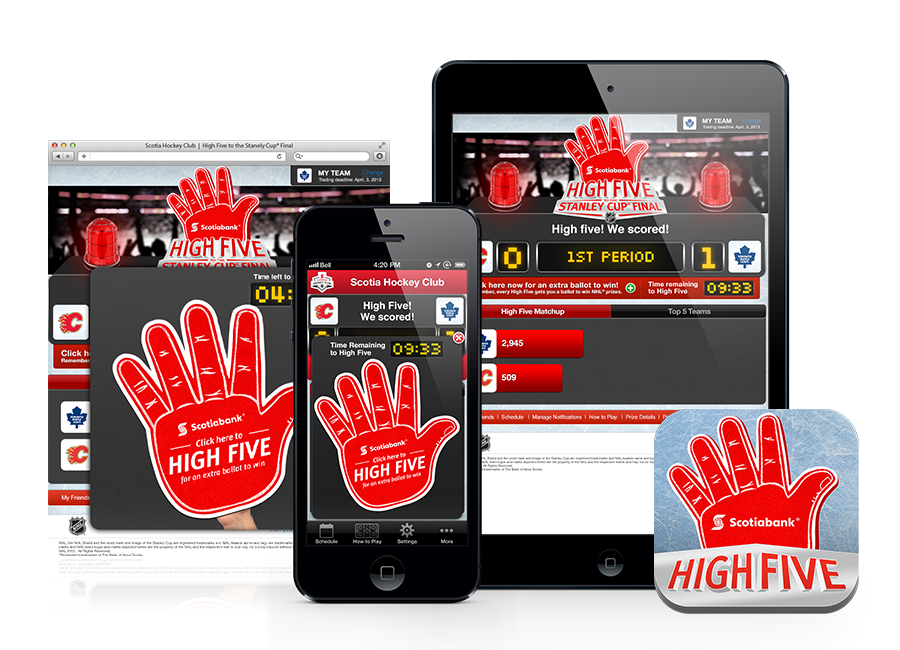 Scotia Hockey Club | High Five to the Stanely Cup® Final
MY TEAM
Change
Trading deadline: April, 3, 2013
Scotiabank®
HIGH FIVE
STANLEY CUP® FINAL
Time left to
04:
Click h
Remember
Scotiabank®
Click here to
HIGH FIVE
for an extra ballot to win
My Friends
NHL
Bell
4:20 PM
Scotia Hockey Club
High Five!
We scored!
Time Remaining
to High Five
09:33
Scotiabank®
Click here to
HIGH FIVE
for an extra ballot to win
Schedule
How to Play
Settings
More
MY TEAM
Change
Trading deadline: April, 3, 2013
Scotiabank
HIGH FIVE
STANLEY CUP® FINAL
High five! We scored!
0
1ST PERIOD
1
here now for an extra ballot to win!
ember, every High Five gets you a ballot to win NHL® prizes.
Time remaining
to High Five
09:33
High Five Matchup
Top 5 Teams
2,945
509
ends | Schedule | Manage Notifications | How to Play | Prize Details |
Scotiabank®
HIGH FIVE